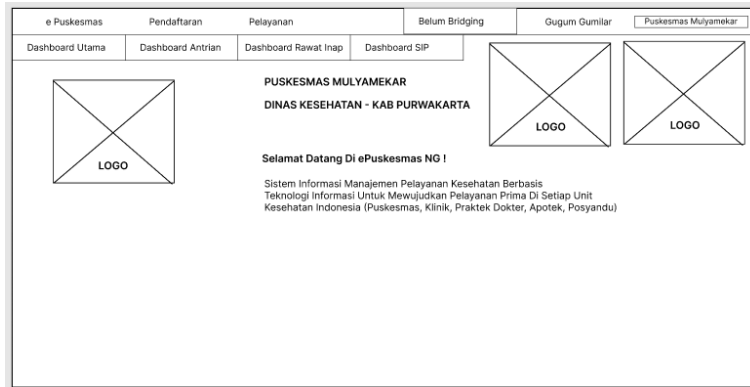 e Puskesmas Pendaftaran Pelayanan Belum Bridging Gugum Gumilar Puskesmas Mulyamekar
Dashboard Utama Dashboard Antrian Dashboard Rawat Inap Dashboard SIP
PUSKESMAS MULYAMEKAR
DINAS KESEHATAN - KAB PURWAKARTA
LOGO LOGO
LOGO
Selamat Datang Di ePuskesmas NG !
Sistem Informasi Manajemen Pelayanan Kesehatan Berbasis
Teknologi Informasi Untuk Mewujudkan Pelayanan Prima Di Setiap Unit
Kesehatan Indonesia (Puskesmas, Klinik, Praktek Dokter, Apotek, Posyandu)